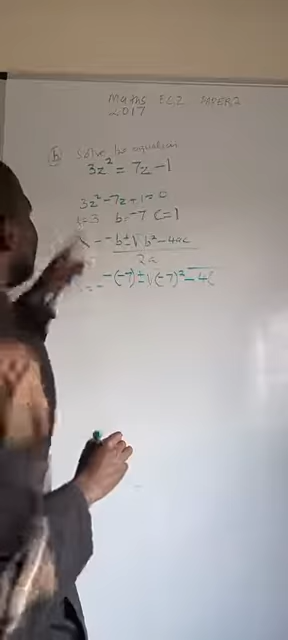 Maths ECZ PAPER 2
2017
(b) Solve the equation
3z² = 7z - 1
3z² - 7z + 1 = 0
= 3 b = -7 C = 1
= -b ± √b² - 4ac
2a
= -(-7) ± √(-7)² - 4(